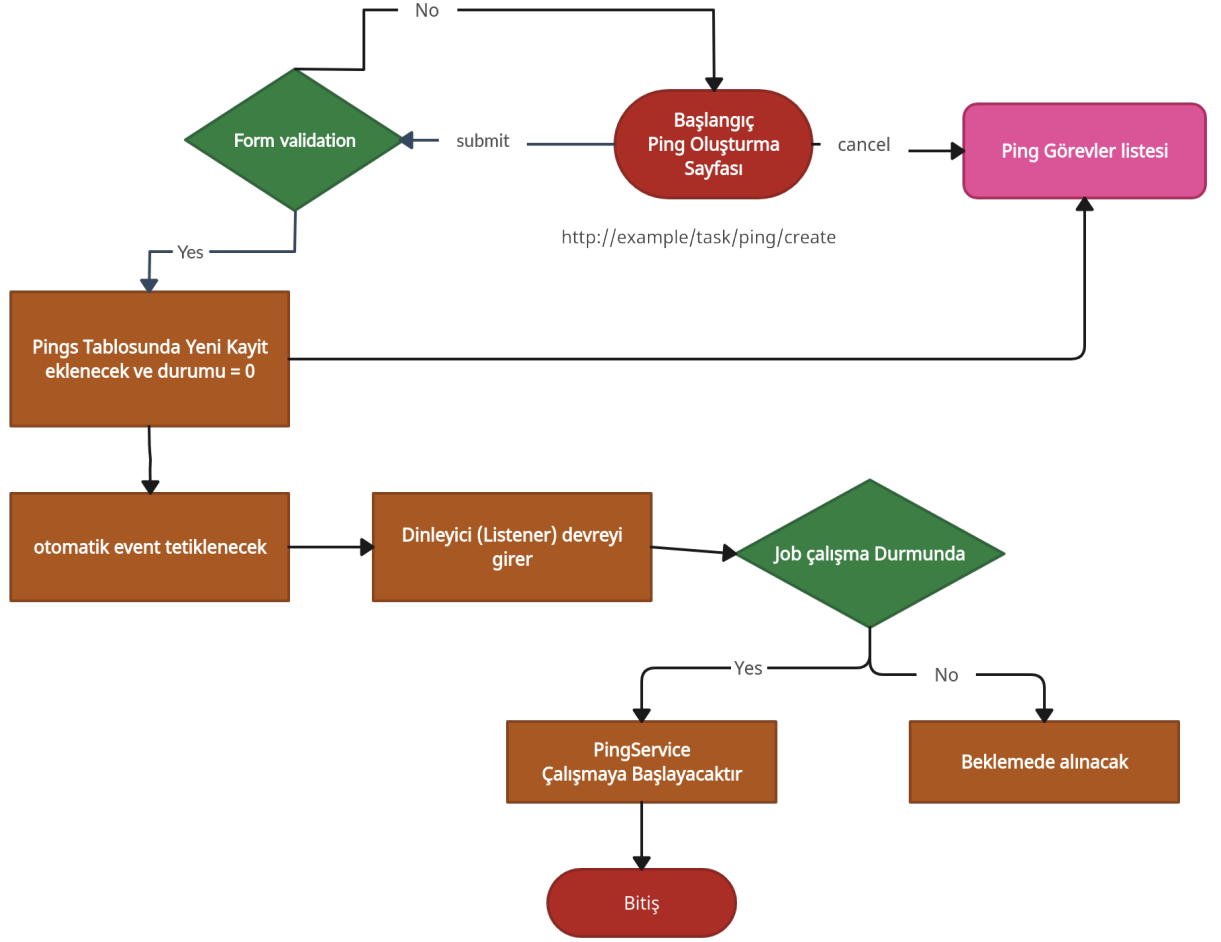 No
Form validation
submit
Başlangıç
Ping Oluşturma
Sayfası
cancel
Ping Görevler listesi
http://example/task/ping/create
Yes
Pings Tablosunda Yeni Kayit
eklenecek ve durumu = 0
otomatik event tetiklenecek
Dinleyici (Listener) devreyi
girer
Job çalışma Durmunda
Yes
No
PingService
Çalışmaya Başlayacaktır
Beklemede alınacak
Bitiş